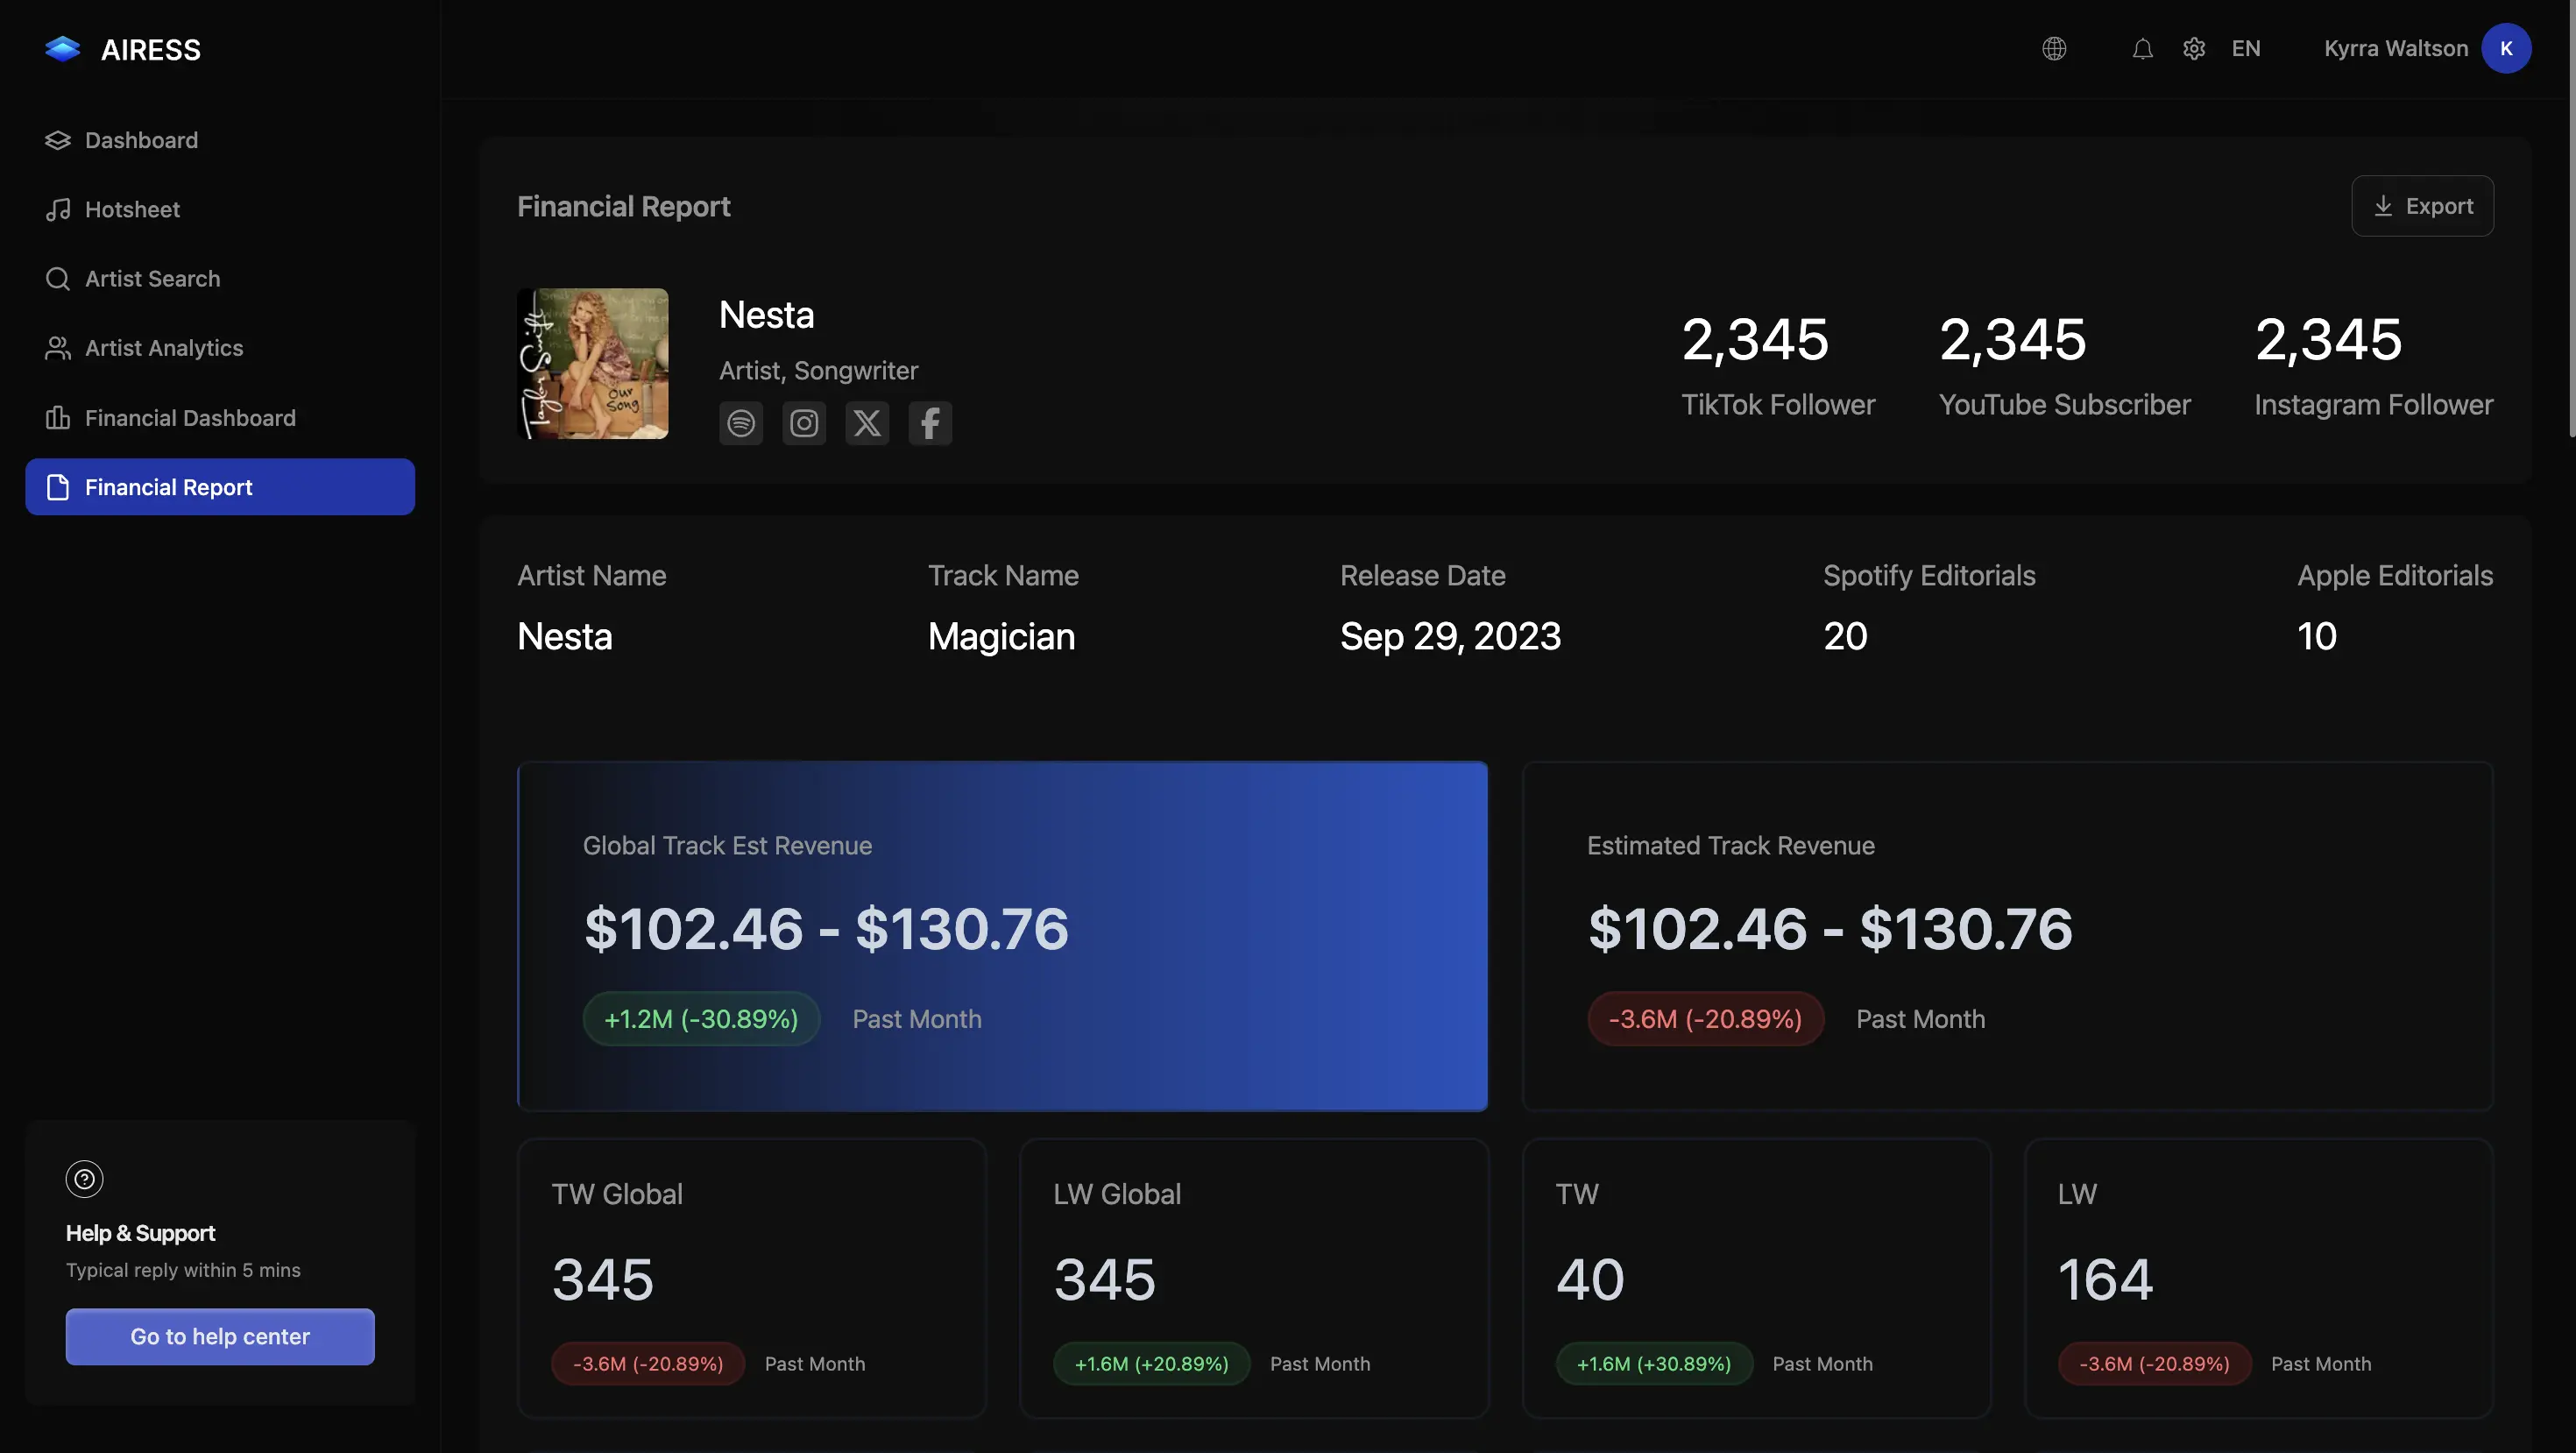 AIRESS
EN
Kyrra Waltson
K
Dashboard
Hotsheet
Artist Search
Artist Analytics
Financial Dashboard
Financial Report
Help & Support
Typical reply within 5 mins
Go to help center
Financial Report
Export
Taylor Swift
Our
Song
Nesta
Artist, Songwriter
2,345
TikTok Follower
2,345
YouTube Subscriber
2,345
Instagram Follower
Artist Name
Nesta
Track Name
Magician
Release Date
Sep 29, 2023
Spotify Editorials
20
Apple Editorials
10
Global Track Est Revenue
$102.46 - $130.76
+1.2M (-30.89%) Past Month
Estimated Track Revenue
$102.46 - $130.76
-3.6M (-20.89%) Past Month
TW Global
345
-3.6M (-20.89%) Past Month
LW Global
345
+1.6M (+20.89%) Past Month
TW
40
+1.6M (+30.89%) Past Month
LW
164
-3.6M (-20.89%) Past Month